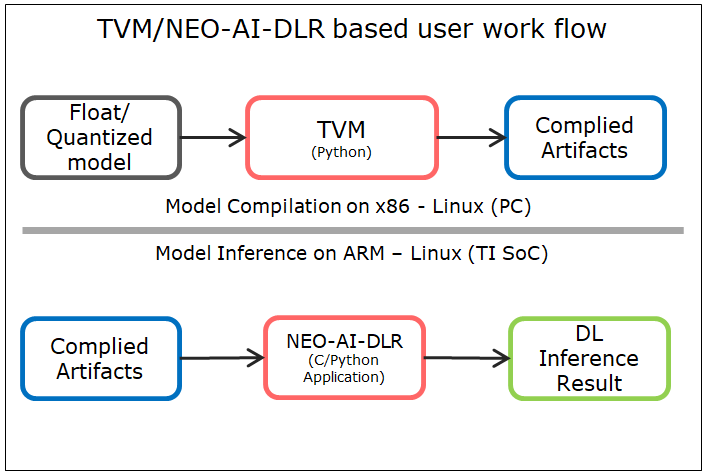 TVM/NEO-AI-DLR based user work flow
Float/
Quantized
model
TVM
(Python)
Complied
Artifacts
Model Compilation on x86 - Linux (PC)
Model Inference on ARM – Linux (TI SoC)
Complied
Artifacts
NEO-AI-DLR
(C/Python
Application)
DL
Inference
Result